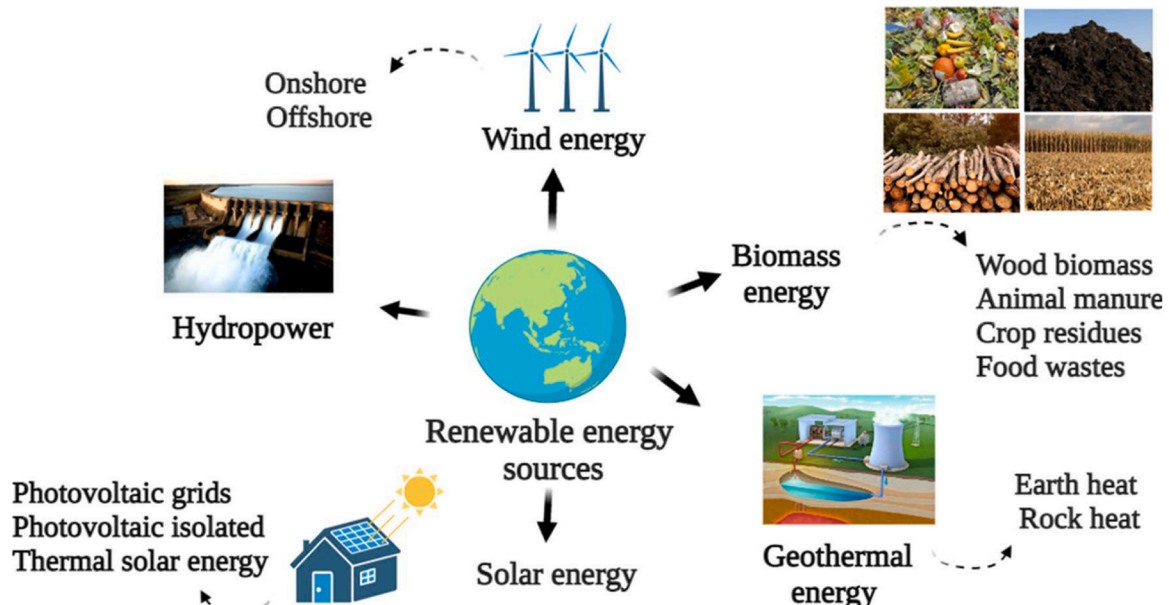 Onshore
Offshore
Wind energy
Hydropower
Biomass
energy
Wood biomass
Animal manure
Crop residues
Food wastes
Renewable energy
sources
Photovoltaic grids
Photovoltaic isolated
Thermal solar energy
Solar energy
Geothermal
energy
Earth heat
Rock heat